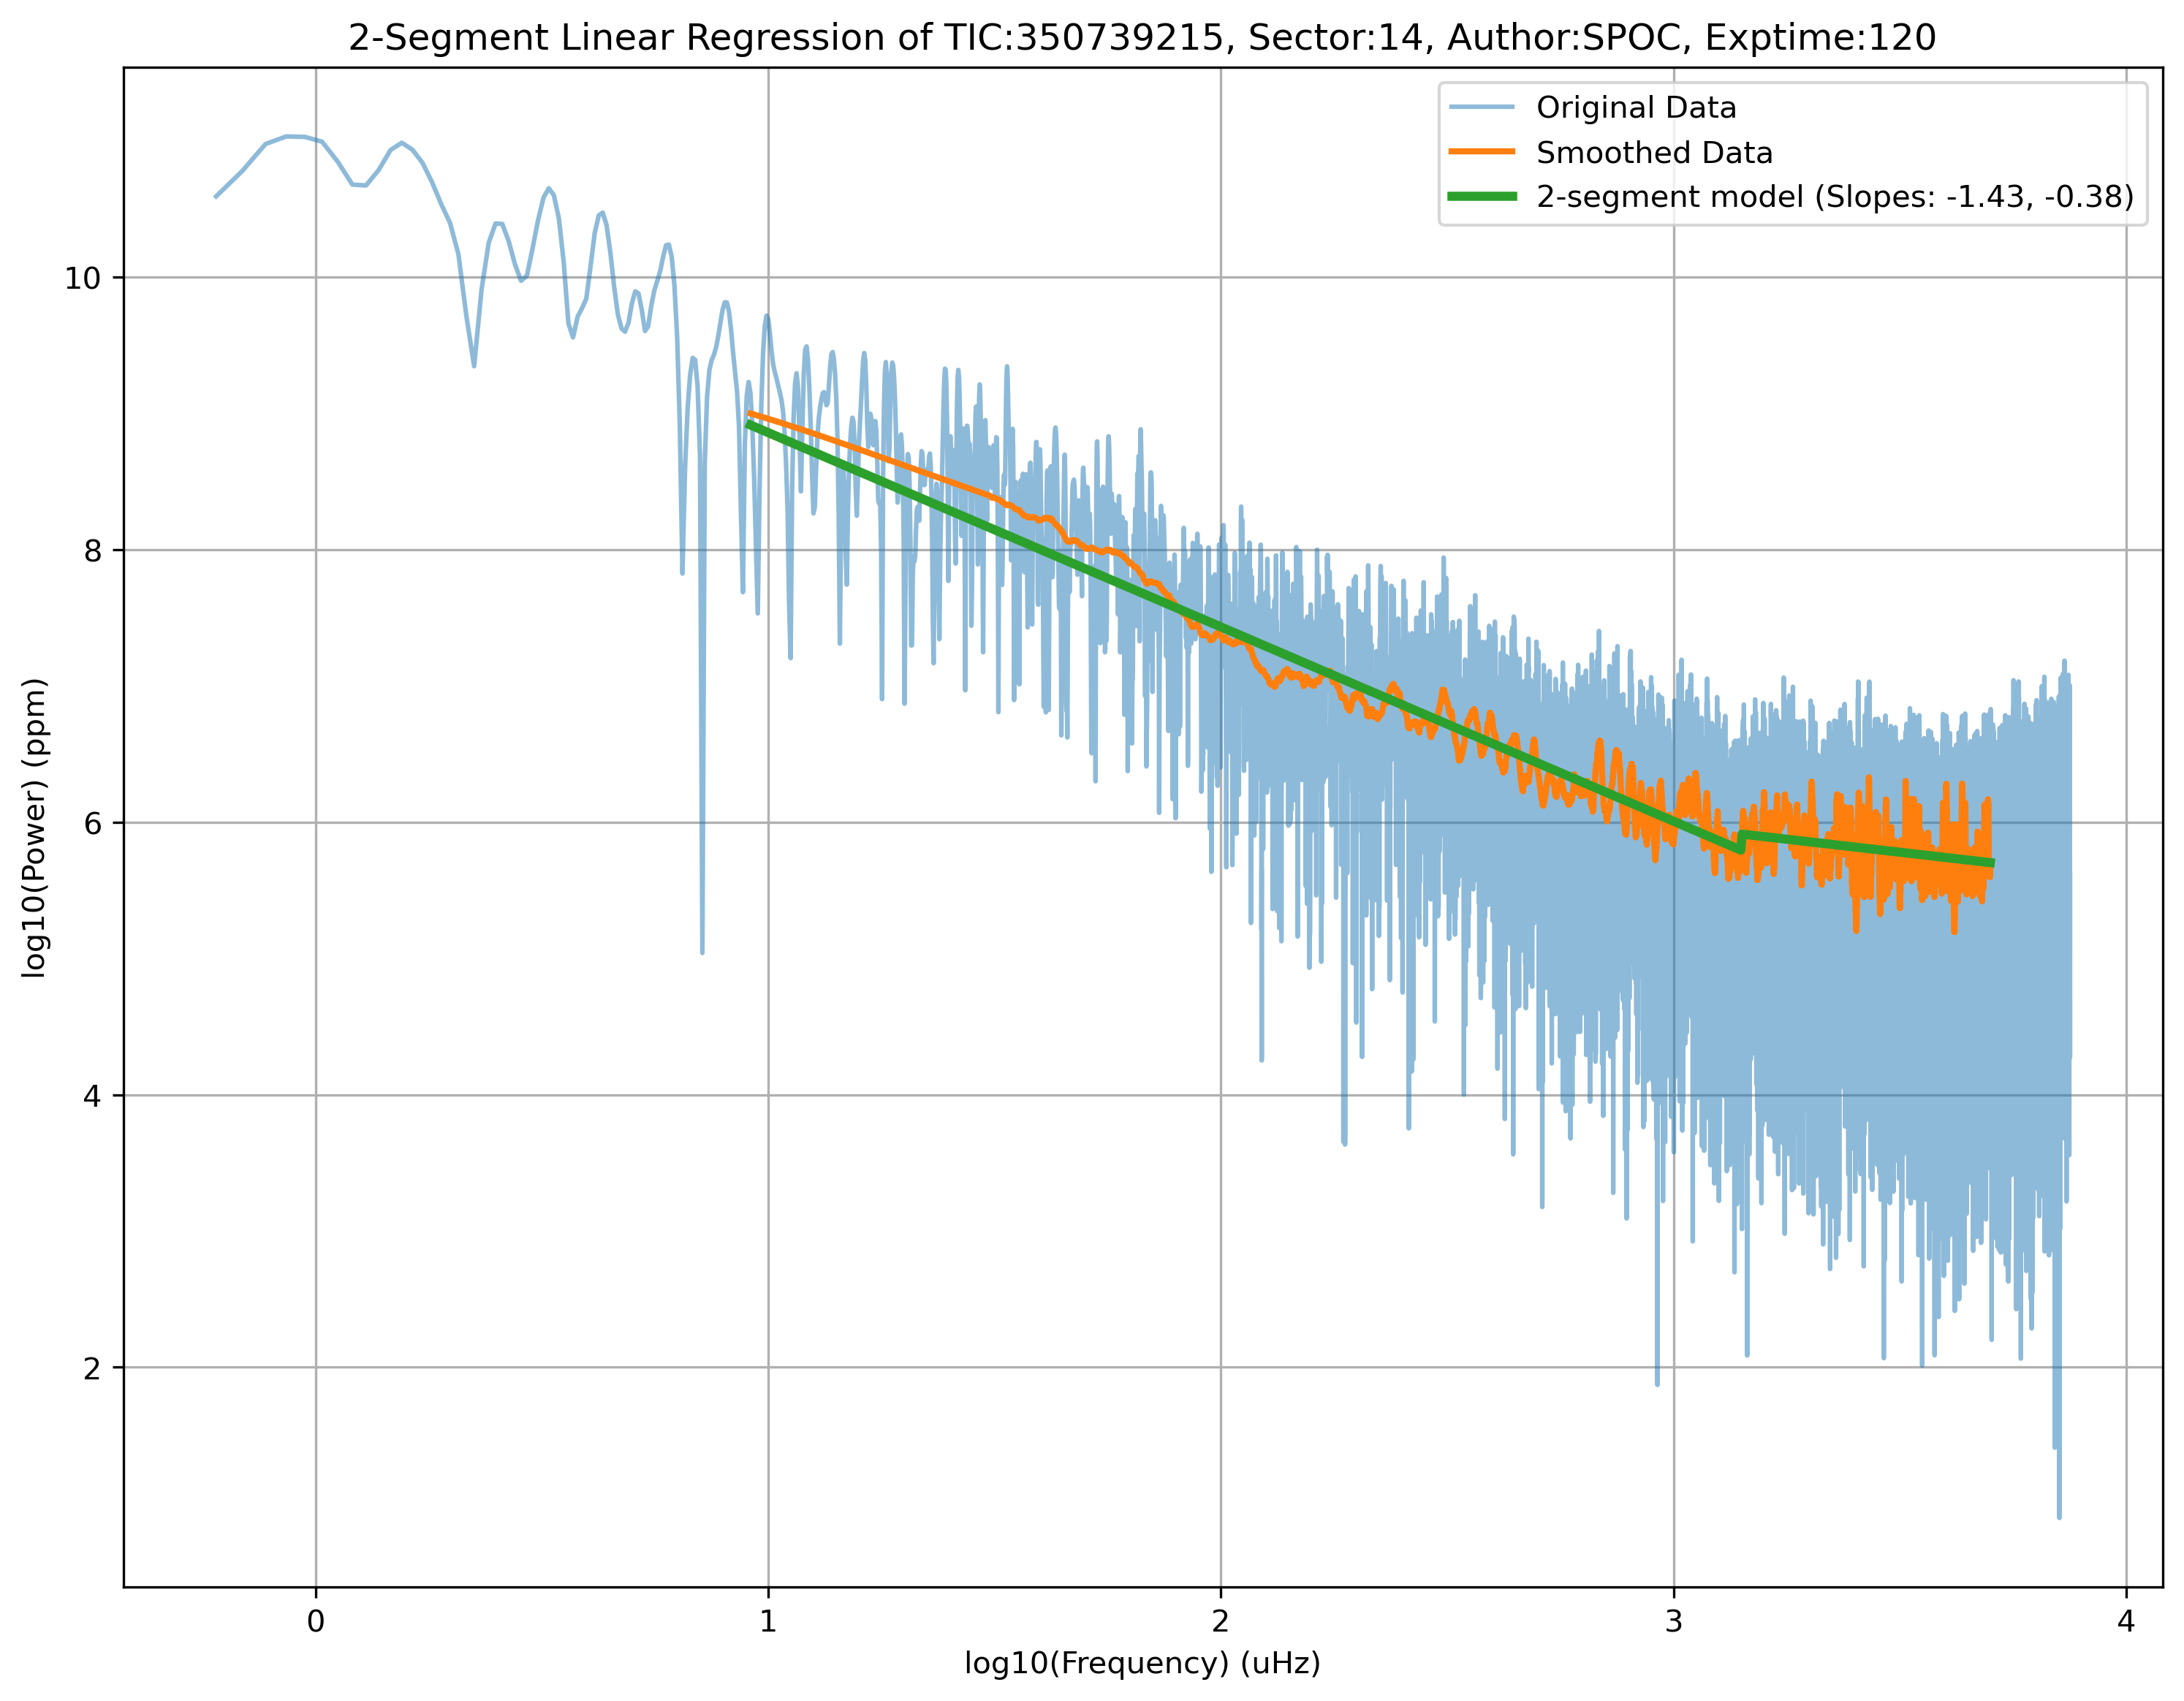 2-Segment Linear Regression of TIC:350739215, Sector:14, Author:SPOC, Exptime:120
Original Data
Smoothed Data
2-segment model (Slopes: -1.43, -0.38)
10
8
6
4
2
log10(Power) (ppm)
0 1 2 3 4
log10(Frequency) (uHz)